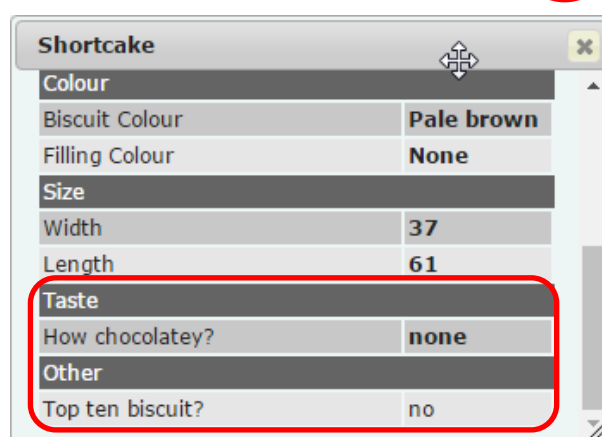 Shortcake
Colour
Biscuit Colour Pale brown
Filling Colour None
Size
Width 37
Length 61
Taste
How chocolatey? none
Other
Top ten biscuit? no